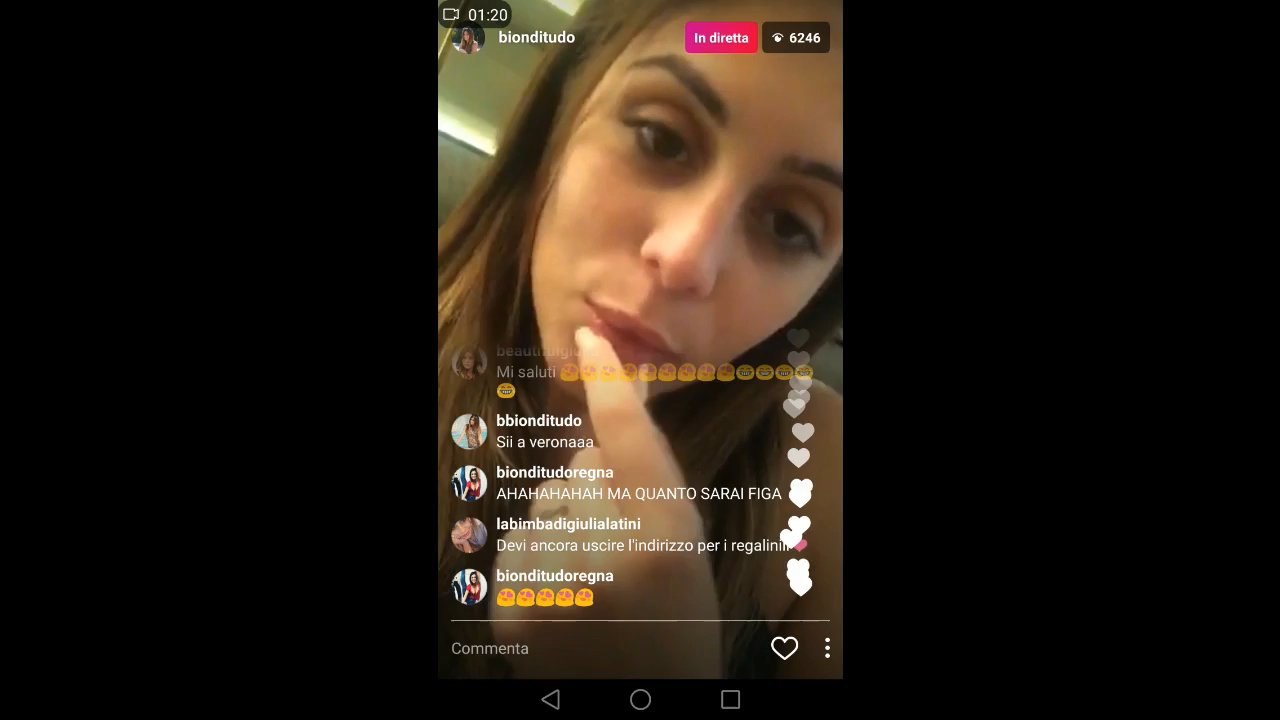 01:20
bionditudo
In diretta
6246
Mi saluti 😍😍😍😍😍😍😍😍😍😂😂😂😂
😂
bbionditudo
Sii a veronaaa
bionditudoregna
AHAHAHAHAH MA QUANTO SARAI FIGA
labimbadigiulialatini
Devi ancora uscire l'indirizzo per i regalinii
bionditudoregna
😍😍😍😍😍
Commenta